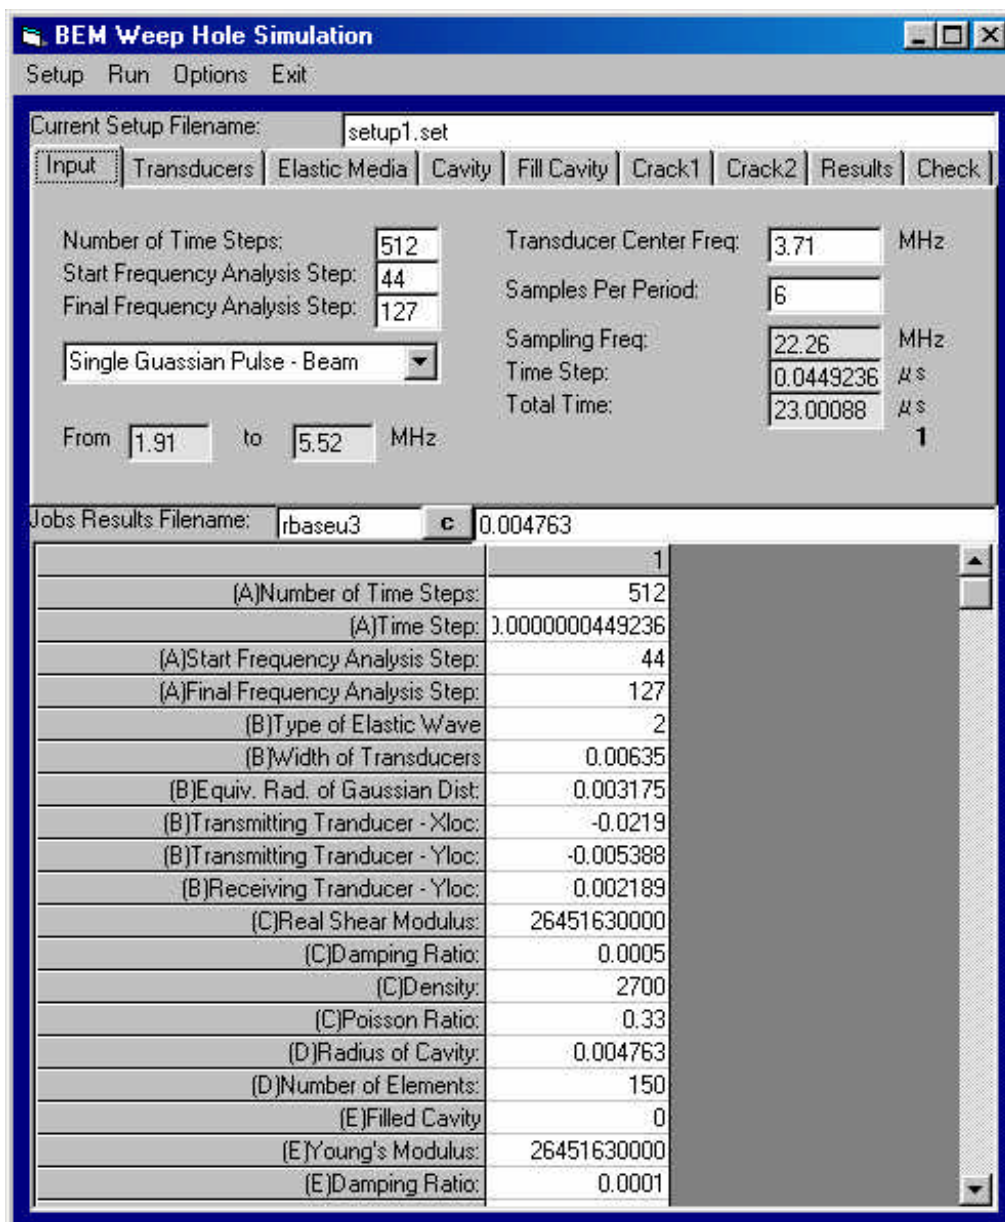 BEM Weep Hole Simulation
Setup Run Options Exit
Current Setup Filename: setup1.set
Input Transducers Elastic Media Cavity Fill Cavity Crack1 Crack2 Results Check
Number of Time Steps: 512 Transducer Center Freq: 3.71 MHz
Start Frequency Analysis Step: 44 Samples Per Period: 6
Final Frequency Analysis Step: 127
Single Guassian Pulse - Beam Sampling Freq: 22.26 MHz
Time Step: 0.0449236 μs
Total Time: 23.00088 μs
From 1.91 to 5.52 MHz 1
Jobs Results Filename: rbaseu3 c 0.004763
1
(A)Number of Time Steps: 512
(A)Time Step: 0.0000000449236
(A)Start Frequency Analysis Step: 44
(A)Final Frequency Analysis Step: 127
(B)Type of Elastic Wave 2
(B)Width of Transducers 0.00635
(B)Equiv. Rad. of Gaussian Dist: 0.003175
(B)Transmitting Tranducer - Xloc: -0.0219
(B)Transmitting Tranducer - Yloc: -0.005388
(B)Receiving Tranducer - Yloc: 0.002189
(C)Real Shear Modulus: 26451630000
(C)Damping Ratio: 0.0005
(C)Density: 2700
(C)Poisson Ratio: 0.33
(D)Radius of Cavity: 0.004763
(D)Number of Elements: 150
(E)Filled Cavity 0
(E)Young's Modulus: 26451630000
(E)Damping Ratio: 0.0001